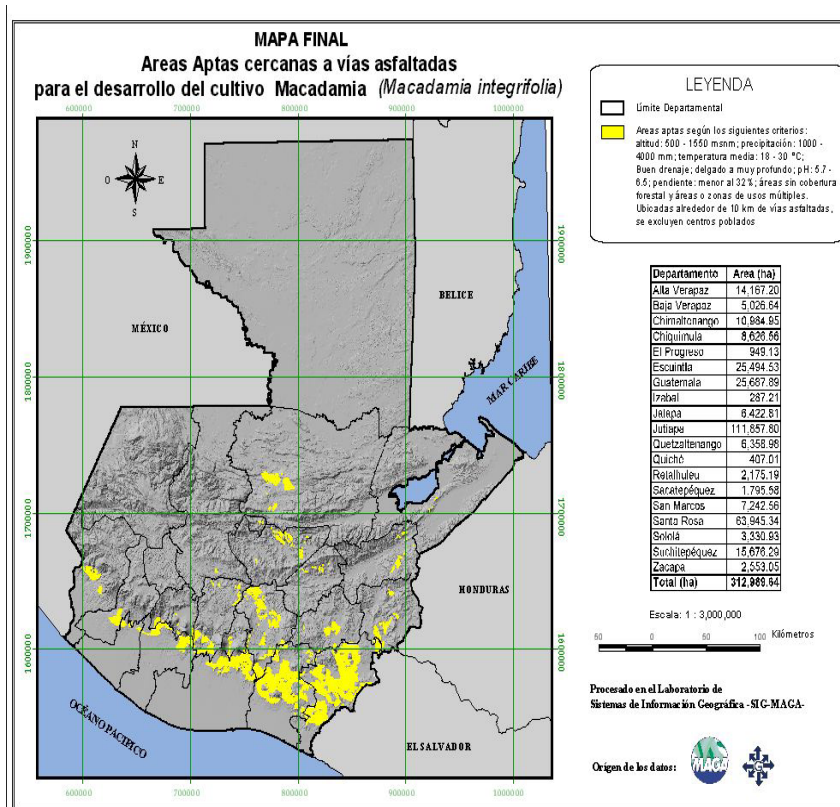 MAPA FINAL
Areas Aptas cercanas a vías asfaltadas
para el desarrollo del cultivo Macadamia (Macadamia integrifolia)
600000 700000 800000 900000 1000000
N
O E
S
1900000 1900000
BELICE
MÉXICO
MAR CARIBE
1800000 1800000
1700000 1700000
HONDURAS
1600000 1600000
OCÉANO PACIFICO
EL SALVADOR
600000 700000 800000 900000 1000000
LEYENDA
Límite Departamental
Areas aptas según los siguientes criterios:
altitud: 500 - 1550 msnm; precipitación: 1000 -
4000 mm; temperatura media: 18 - 30 °C;
Buen drenaje; delgado a muy profundo; pH: 5.7 -
6.5; pendiente: menor al 32%; áreas sin cobertura
forestal y áreas o zonas de usos múltiples.
Ubicadas alrededor de 10 km de vías asfaltadas,
se excluyen centros poblados
Departamento Area (ha)
Alta Verapaz 14,167.20
Baja Verapaz 5,026.64
Chimaltenango 10,984.95
Chiquimula 8,626.56
El Progreso 949.13
Escuintla 25,494.53
Guatemala 25,687.89
Izabal 287.21
Jalapa 6,422.81
Jutiapa 111,857.80
Quetzaltenango 6,358.98
Quiché 407.01
Retalhuleu 2,175.19
Sacatepéquez 1,795.58
San Marcos 7,242.56
Santa Rosa 63,945.34
Sololá 3,330.93
Suchitepéquez 15,676.29
Zacapa 2,553.05
Total (ha) 312,989.64
Escala: 1 : 3,000,000
50 0 50 100 Kilómetros
Procesado en el Laboratorio de
Sistemas de Información Geográfica -SIG-MAGA-
Origen de los datos:
MAGA